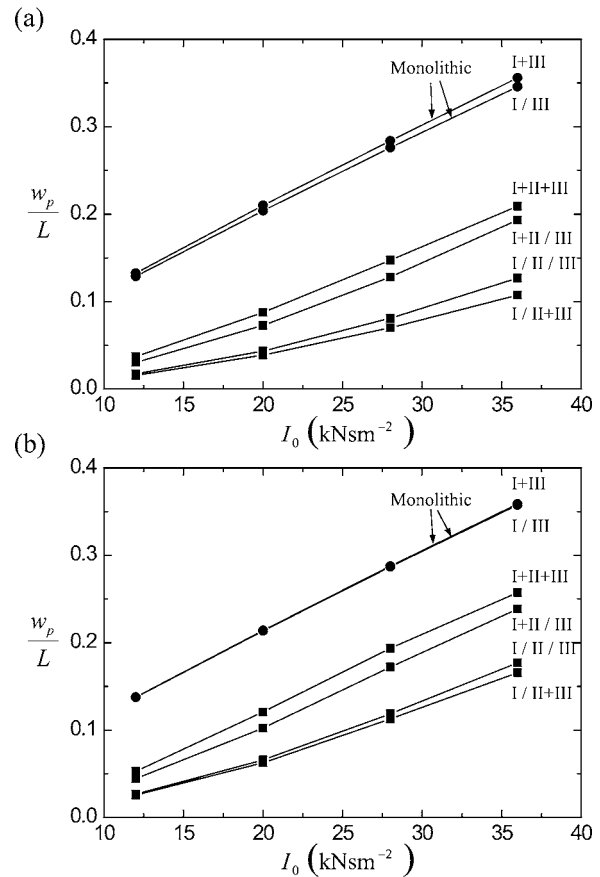 (a)
I+III
Monolithic
I / III
I+II+III
I+II / III
I / II / III
I / II+III
w_p
L
0.4
0.3
0.2
0.1
0.0
10 15 20 25 30 35 40
I_0 (kNsm^-2)
(b)
I+III
Monolithic
I / III
I+II+III
I+II / III
I / II / III
I / II+III
w_p
L
0.4
0.3
0.2
0.1
0.0
10 15 20 25 30 35 40
I_0 (kNsm^-2)